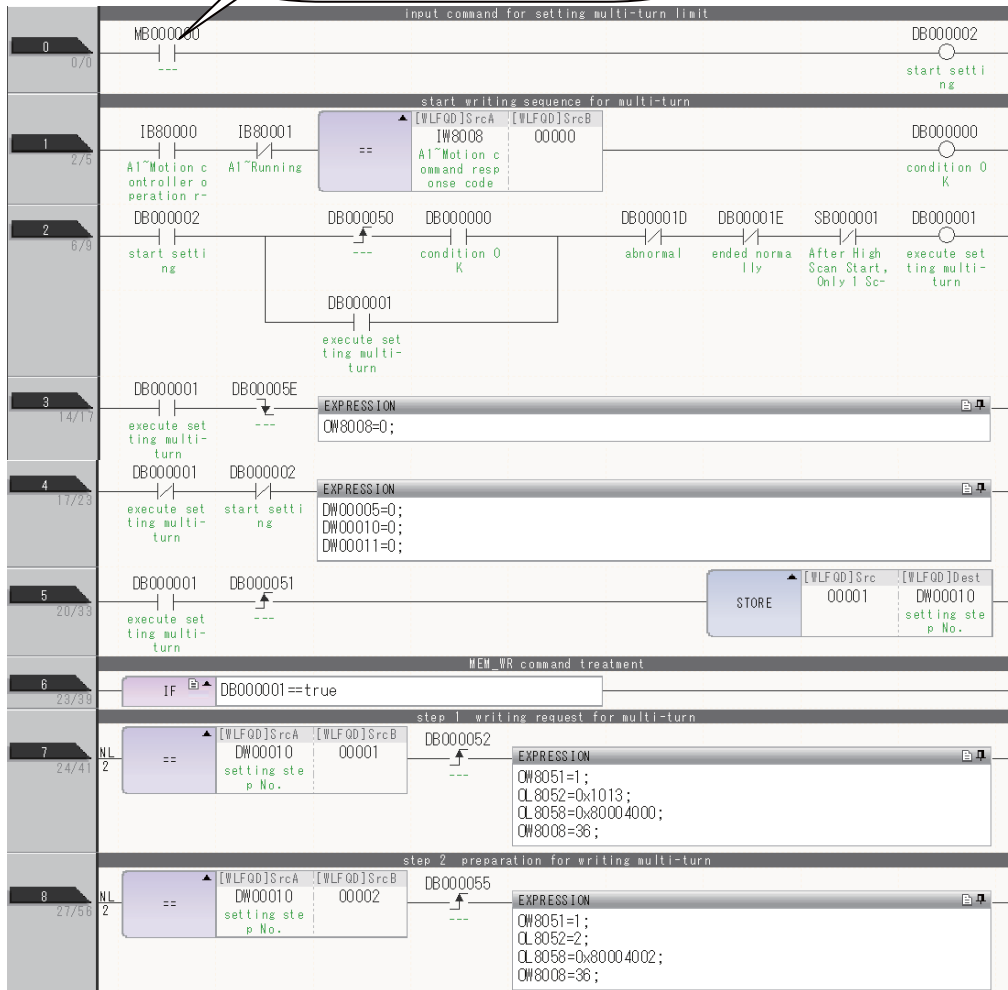 input command for setting multi-turn limit
0
0/0
MB000000
---
DB000002
start setti
ng
start writing sequence for multi-turn
1
2/5
IB80000
A1~Motion c
ontroller o
peration r-
IB80001
A1~Running
==
[WLFQD]SrcA
IW8008
A1~Motion c
ommand resp
onse code
[WLFQD]SrcB
00000
DB000000
condition O
K
2
6/9
DB000002
start setti
ng
DB000050
---
DB000000
condition O
K
DB00001D
abnormal
DB00001E
ended norma
lly
SB000001
After High
Scan Start,
Only 1 Sc-
DB000001
execute set
ting multi-
turn
DB000001
execute set
ting multi-
turn
3
14/17
DB000001
execute set
ting multi-
turn
DB00005E
---
EXPRESSION
OW8008=0;
4
17/23
DB000001
execute set
ting multi-
turn
DB000002
start setti
ng
EXPRESSION
DW00005=0;
DW00010=0;
DW00011=0;
5
20/33
DB000001
execute set
ting multi-
turn
DB000051
---
STORE
[WLFQD]Src
00001
[WLFQD]Dest
DW00010
setting ste
p No.
MEM_WR command treatment
6
23/39
IF
DB000001==true
step 1 writing request for multi-turn
7
24/41
NL
2
==
[WLFQD]SrcA
DW00010
setting ste
p No.
[WLFQD]SrcB
00001
DB000052
---
EXPRESSION
OW8051=1;
OL8052=0x1013;
OL8058=0x80004000;
OW8008=36;
step 2 preparation for writing multi-turn
8
27/56
NL
2
==
[WLFQD]SrcA
DW00010
setting ste
p No.
[WLFQD]SrcB
00002
DB000055
---
EXPRESSION
OW8051=1;
OL8052=2;
OL8058=0x80004002;
OW8008=36;